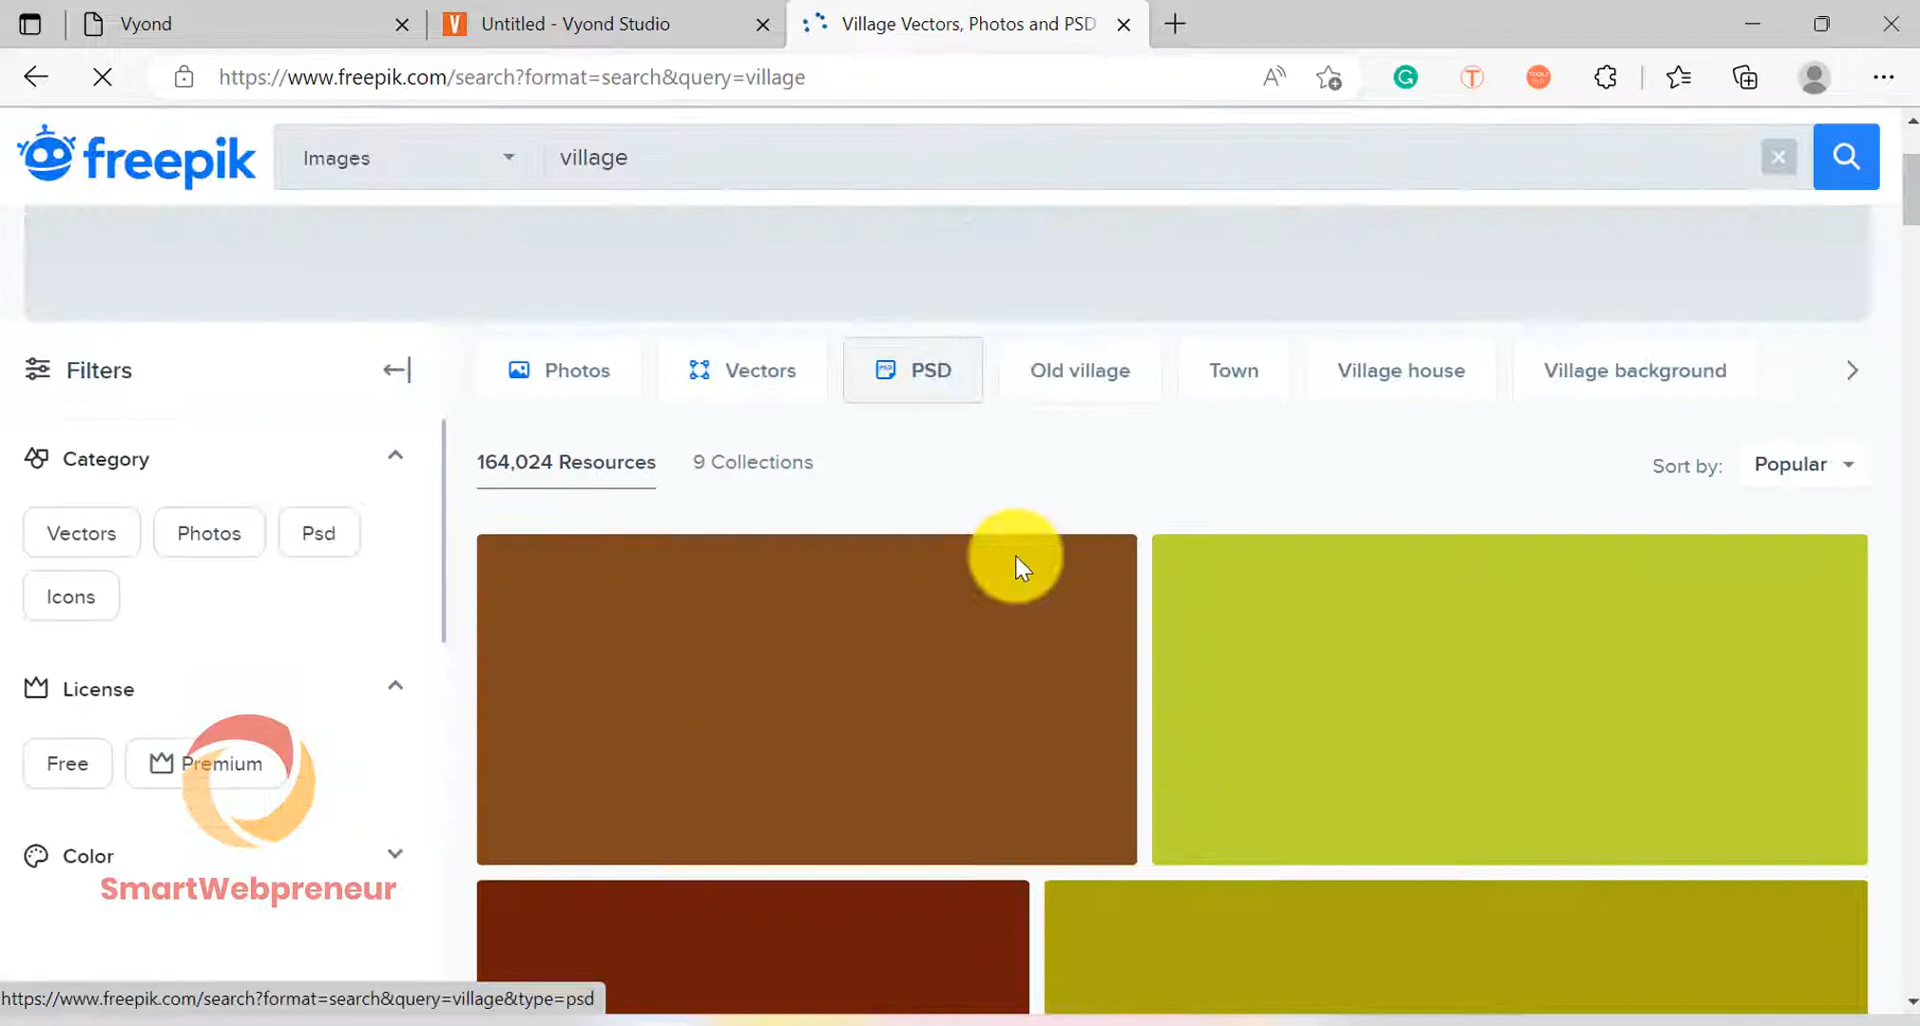 Vyond
Untitled - Vyond Studio
Village Vectors, Photos and PSD
https://www.freepik.com/search?format=search&query=village
freepik
Images
village
Filters
Photos
Vectors
PSD
Old village
Town
Village house
Village background
Category
164,024 Resources
9 Collections
Sort by:
Popular
Vectors
Photos
Psd
Icons
License
Free
Premium
Color
SmartWebpreneur
https://www.freepik.com/search?format=search&query=village&type=psd